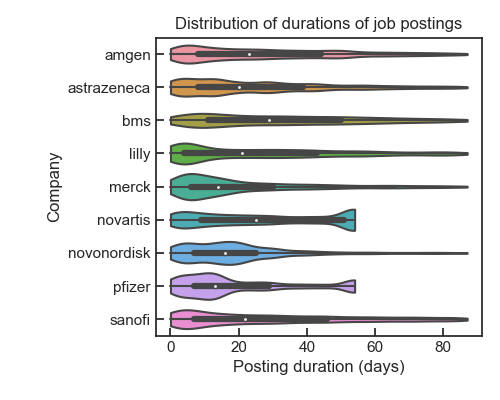 Distribution of durations of job postings
amgen
astrazeneca
bms
lilly
merck
novartis
novonordisk
pfizer
sanofi
Company
0 20 40 60 80
Posting duration (days)